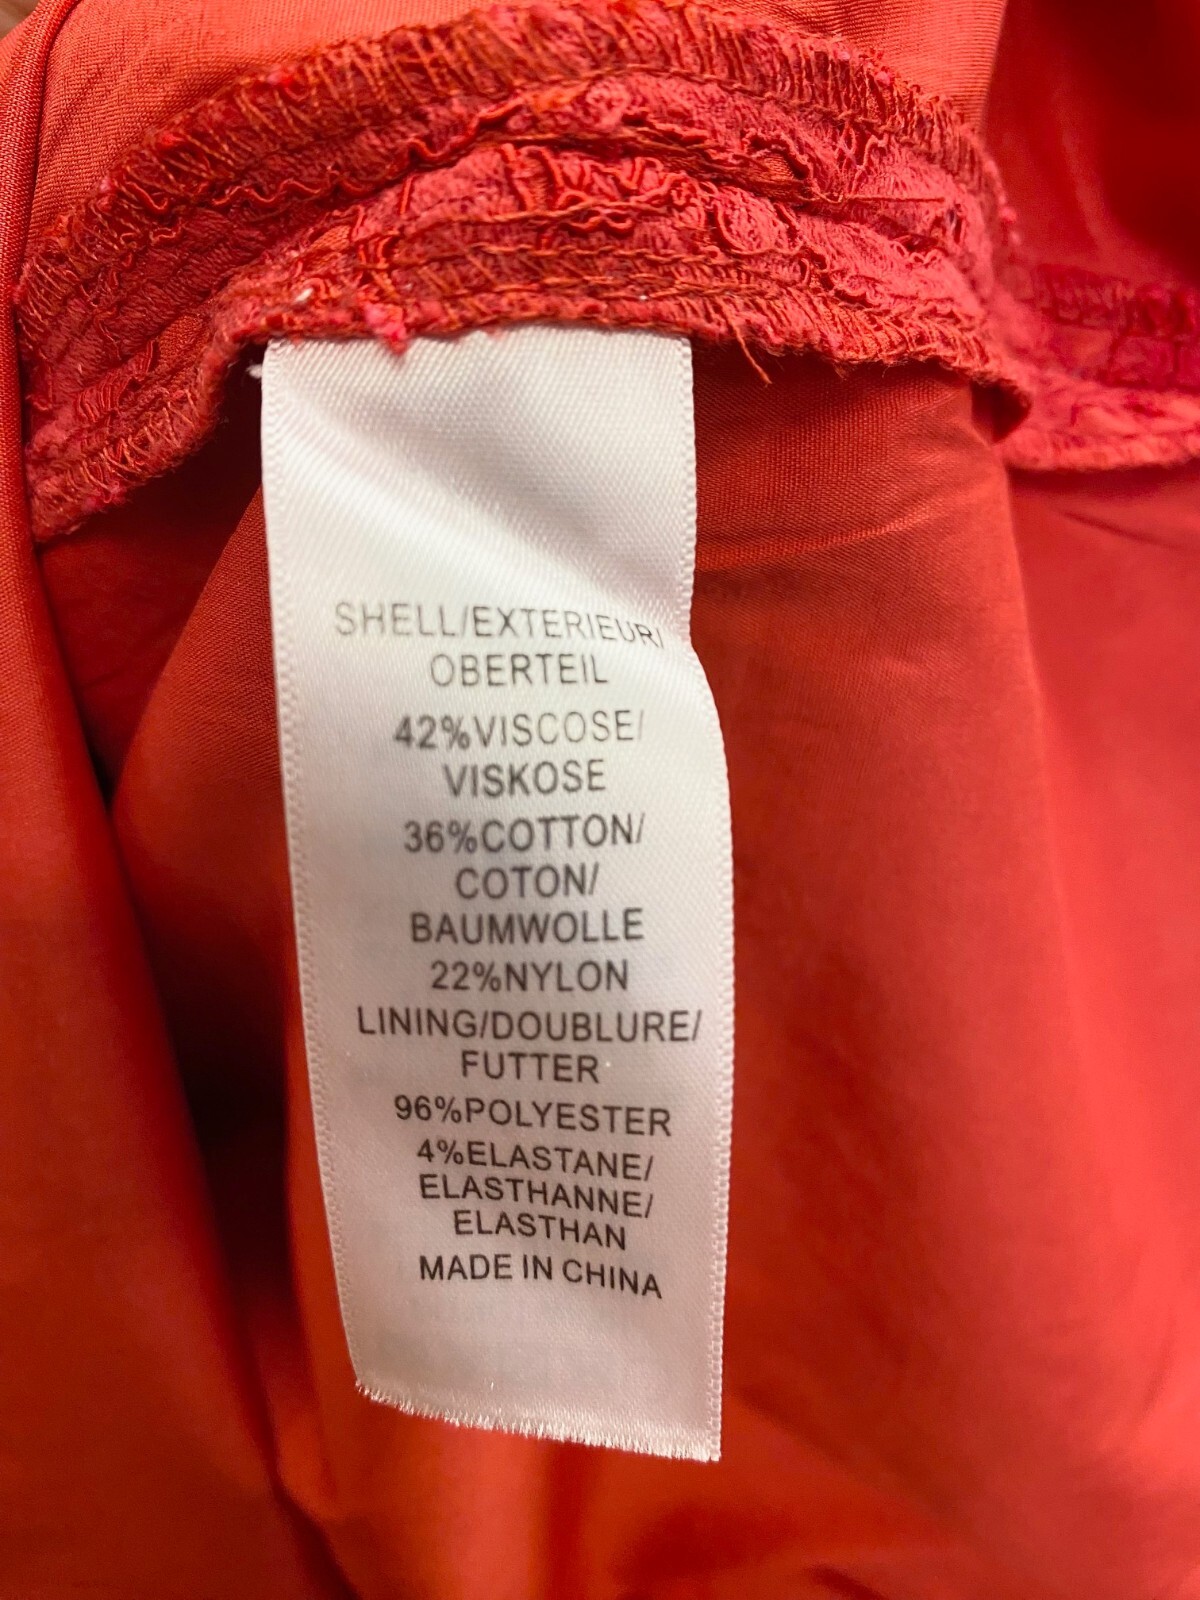 SHELL/EXTERIEUR/
OBERTEIL
42%VISCOSE/
VISKOSE
36%COTTON/
COTON/
BAUMWOLLE
22%NYLON
LINING/DOUBLURE/
FUTTER
96%POLYESTER
4%ELASTANE/
ELASTHANNE/
ELASTHAN
MADE IN CHINA